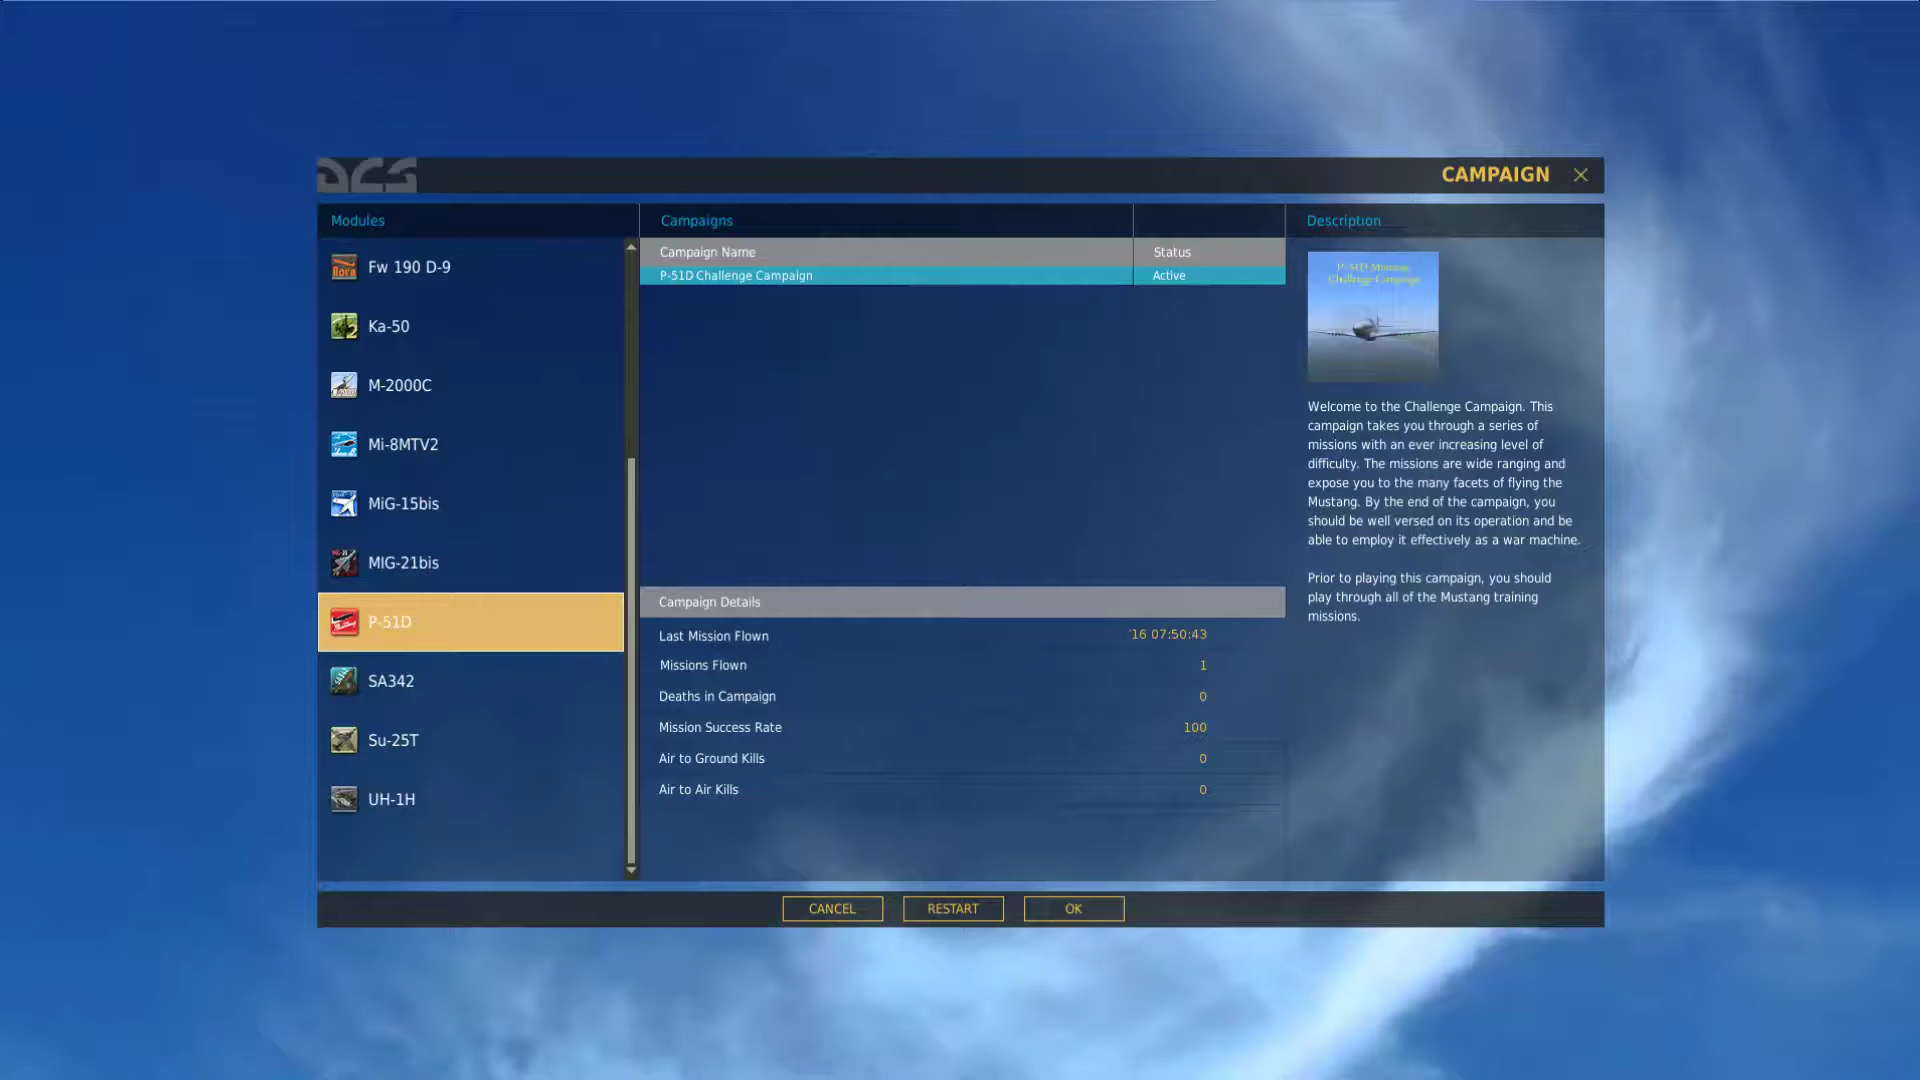 DCS
CAMPAIGN
Modules
Campaigns
Description
Fw 190 D-9
Ka-50
M-2000C
Mi-8MTV2
MiG-15bis
MIG-21bis
P-51D
SA342
Su-25T
UH-1H
Campaign Name
Status
P-51D Challenge Campaign
Active
Campaign Details
Last Mission Flown
'16 07:50:43
Missions Flown
1
Deaths in Campaign
0
Mission Success Rate
100
Air to Ground Kills
0
Air to Air Kills
0
P-51D Mustang
Challenge Campaign
Welcome to the Challenge Campaign. This
campaign takes you through a series of
missions with an ever increasing level of
difficulty. The missions are wide ranging and
expose you to the many facets of flying the
Mustang. By the end of the campaign, you
should be well versed on its operation and be
able to employ it effectively as a war machine.
Prior to playing this campaign, you should
play through all of the Mustang training
missions.
CANCEL
RESTART
OK